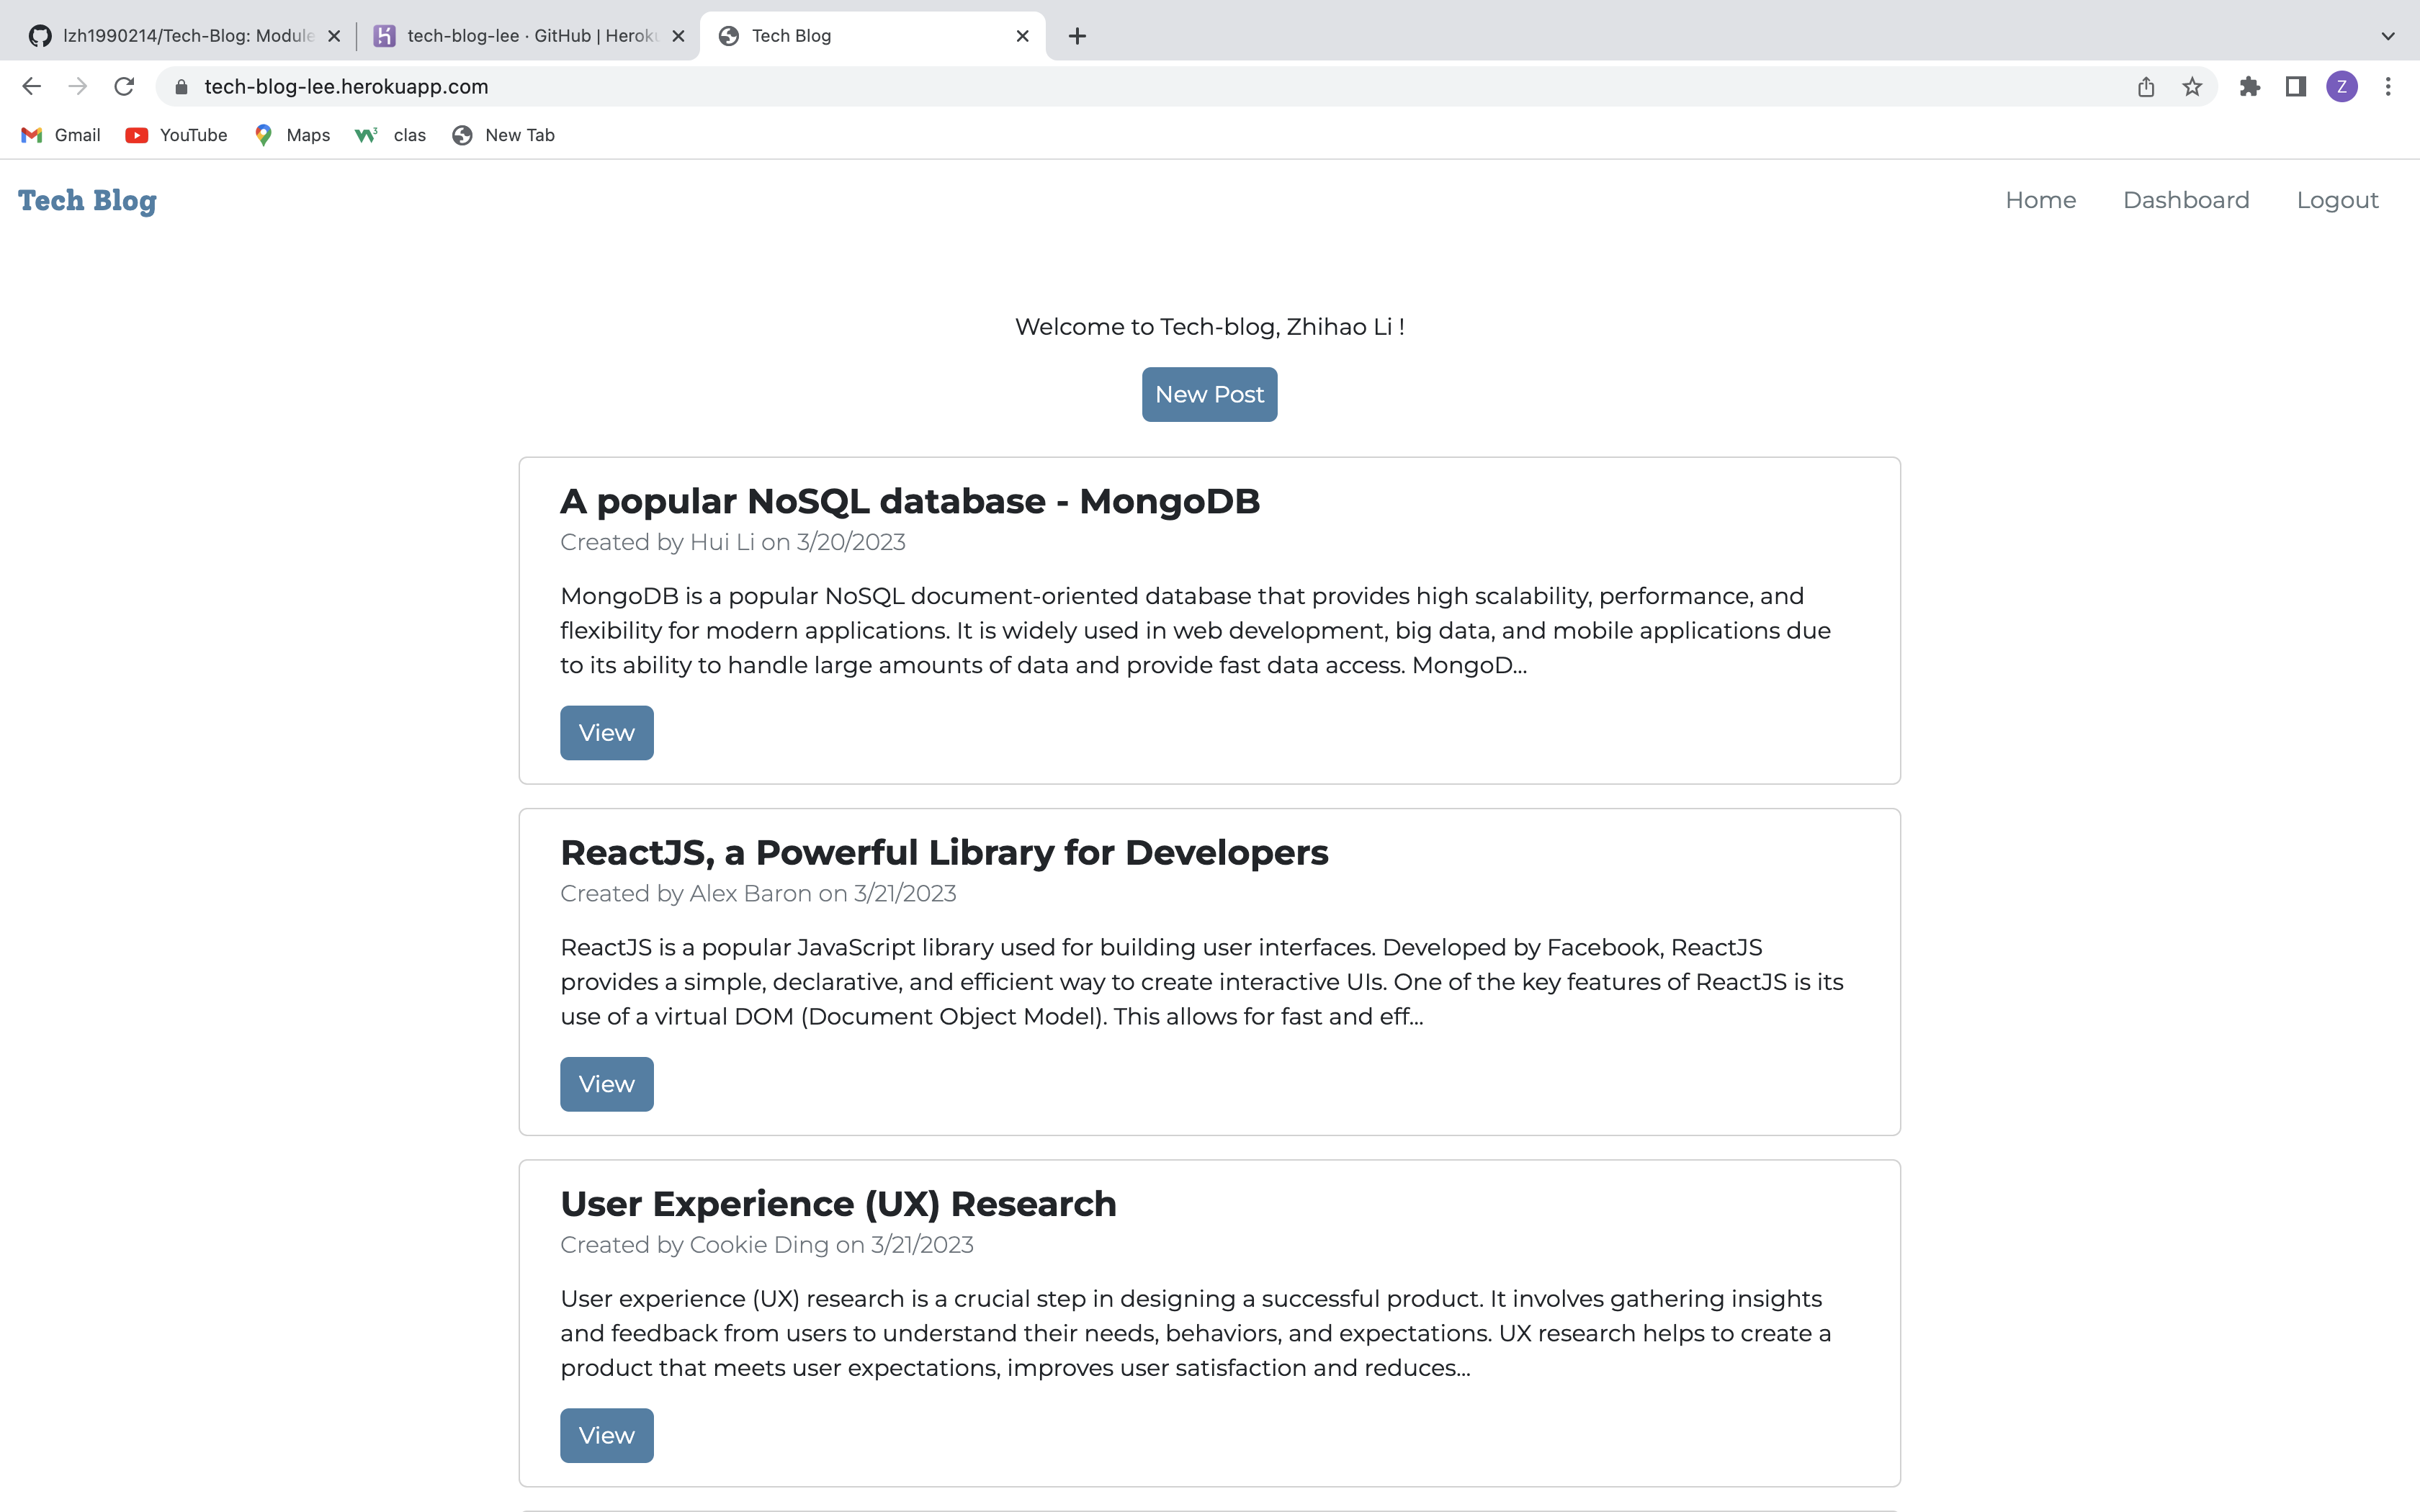 lzh1990214/Tech-Blog: Module
tech-blog-lee · GitHub | Heroku
Tech Blog
tech-blog-lee.herokuapp.com
Z
Gmail
YouTube
Maps
clas
New Tab
Tech Blog
Home
Dashboard
Logout
Welcome to Tech-blog, Zhihao Li !
New Post
A popular NoSQL database - MongoDB
Created by Hui Li on 3/20/2023
MongoDB is a popular NoSQL document-oriented database that provides high scalability, performance, and
flexibility for modern applications. It is widely used in web development, big data, and mobile applications due
to its ability to handle large amounts of data and provide fast data access. MongoD...
View
ReactJS, a Powerful Library for Developers
Created by Alex Baron on 3/21/2023
ReactJS is a popular JavaScript library used for building user interfaces. Developed by Facebook, ReactJS
provides a simple, declarative, and efficient way to create interactive UIs. One of the key features of ReactJS is its
use of a virtual DOM (Document Object Model). This allows for fast and eff...
View
User Experience (UX) Research
Created by Cookie Ding on 3/21/2023
User experience (UX) research is a crucial step in designing a successful product. It involves gathering insights
and feedback from users to understand their needs, behaviors, and expectations. UX research helps to create a
product that meets user expectations, improves user satisfaction and reduces...
View